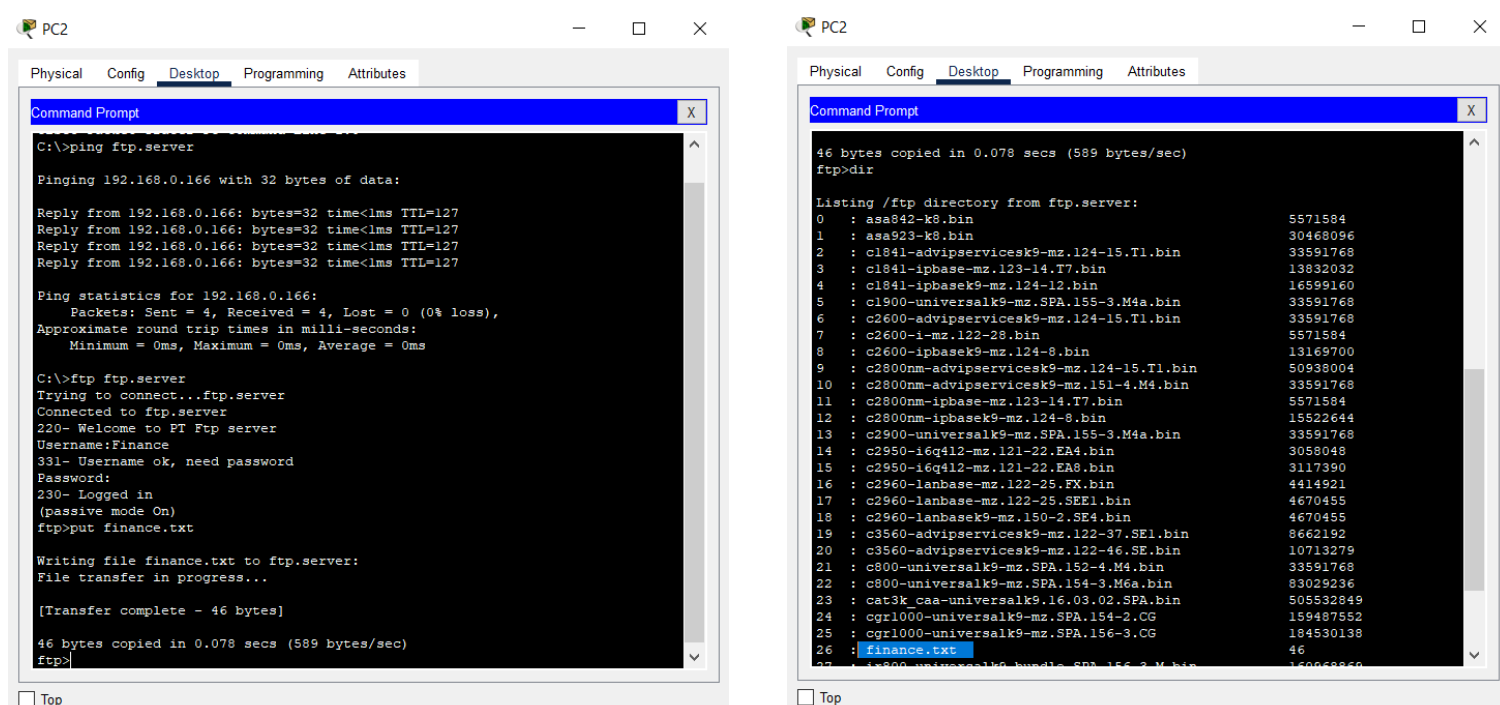 PC2
Physical Config Desktop Programming Attributes
Command Prompt X
C:\>ping ftp.server
Pinging 192.168.0.166 with 32 bytes of data:
Reply from 192.168.0.166: bytes=32 time<1ms TTL=127
Reply from 192.168.0.166: bytes=32 time<1ms TTL=127
Reply from 192.168.0.166: bytes=32 time<1ms TTL=127
Reply from 192.168.0.166: bytes=32 time<1ms TTL=127
Ping statistics for 192.168.0.166:
Packets: Sent = 4, Received = 4, Lost = 0 (0% loss),
Approximate round trip times in milli-seconds:
Minimum = 0ms, Maximum = 0ms, Average = 0ms
C:\>ftp ftp.server
Trying to connect...ftp.server
Connected to ftp.server
220- Welcome to PT Ftp server
Username:Finance
331- Username ok, need password
Password:
230- Logged in
(passive mode On)
ftp>put finance.txt
Writing file finance.txt to ftp.server:
File transfer in progress...
[Transfer complete - 46 bytes]
46 bytes copied in 0.078 secs (589 bytes/sec)
ftp>
Top
PC2
Physical Config Desktop Programming Attributes
Command Prompt X
46 bytes copied in 0.078 secs (589 bytes/sec)
ftp>dir
Listing /ftp directory from ftp.server:
0 : asa842-k8.bin 5571584
1 : asa923-k8.bin 30468096
2 : c1841-advipservicesk9-mz.124-15.T1.bin 33591768
3 : c1841-ipbase-mz.123-14.T7.bin 13832032
4 : c1841-ipbasek9-mz.124-12.bin 16599160
5 : c1900-universalk9-mz.SPA.155-3.M4a.bin 33591768
6 : c2600-advipservicesk9-mz.124-15.T1.bin 33591768
7 : c2600-i-mz.122-28.bin 5571584
8 : c2600-ipbasek9-mz.124-8.bin 13169700
9 : c2800nm-advipservicesk9-mz.124-15.T1.bin 50938004
10 : c2800nm-advipservicesk9-mz.151-4.M4.bin 33591768
11 : c2800nm-ipbase-mz.123-14.T7.bin 5571584
12 : c2800nm-ipbasek9-mz.124-8.bin 15522644
13 : c2900-universalk9-mz.SPA.155-3.M4a.bin 33591768
14 : c2950-i6q4l2-mz.121-22.EA4.bin 3058048
15 : c2950-i6q4l2-mz.121-22.EA8.bin 3117390
16 : c2960-lanbase-mz.122-25.FX.bin 4414921
17 : c2960-lanbase-mz.122-25.SEE1.bin 4670455
18 : c2960-lanbasek9-mz.150-2.SE4.bin 4670455
19 : c3560-advipservicesk9-mz.122-37.SE1.bin 8662192
20 : c3560-advipservicesk9-mz.122-46.SE.bin 10713279
21 : c800-universalk9-mz.SPA.152-4.M4.bin 33591768
22 : c800-universalk9-mz.SPA.154-3.M6a.bin 83029236
23 : cat3k_caa-universalk9.16.03.02.SPA.bin 505532849
24 : cgr1000-universalk9-mz.SPA.154-2.CG 159487552
25 : cgr1000-universalk9-mz.SPA.156-3.CG 184530138
26 : finance.txt 46
27 : ir800-universalk9_bundle.SPA.156-3.M.bin 160968869
Top